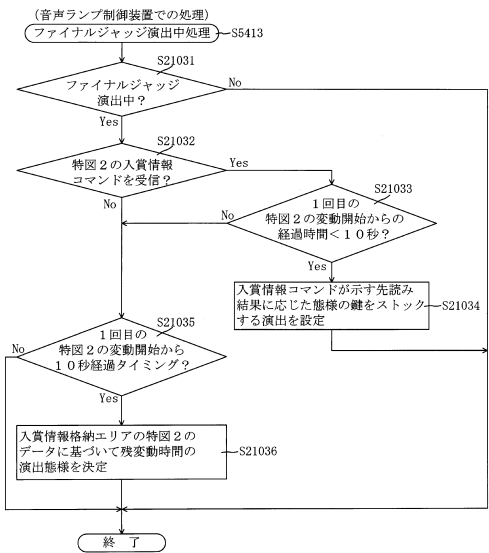 (音声ランプ制御装置での処理)
ファイナルジャッジ演出中処理
S5413
S21031
ファイナルジャッジ
演出中?
No
Yes
S21032
特図2の入賞情報
コマンドを受信?
Yes
No
S21033
1回目の
特図2の変動開始からの
経過時間<10秒?
No
Yes
入賞情報コマンドが示す先読み
結果に応じた態様の鍵をストック
する演出を設定
S21034
S21035
1回目の
特図2の変動開始から
10秒経過タイミング?
No
Yes
入賞情報格納エリアの特図2の
データに基づいて残変動時間の
演出態様を決定
S21036
終 了